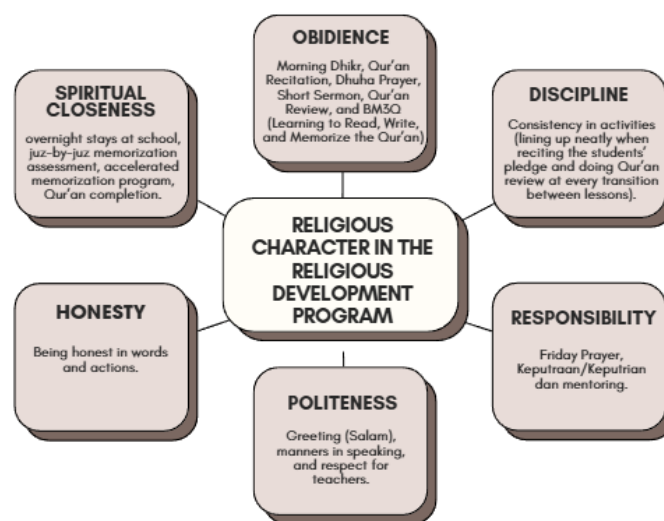 OBIDIENCE
Morning Dhikr, Qur'an
Recitation, Dhuha Prayer,
Short Sermon, Qur'an
Review, and BM3Q
(Learning to Read, Write,
and Memorize the Qur'an)
SPIRITUAL
CLOSENESS
overnight stays at school,
juz-by-juz memorization
assessment, accelerated
memorization program,
Qur'an completion.
DISCIPLINE
Consistency in activities
(lining up neatly when
reciting the students'
pledge and doing Qur'an
review at every transition
between lessons).
RELIGIOUS
CHARACTER IN THE
RELIGIOUS
DEVELOPMENT
PROGRAM
HONESTY
Being honest in words
and actions.
RESPONSIBILITY
Friday Prayer,
Keputraan/Keputrian
dan mentoring.
POLITENESS
Greeting (Salam),
manners in speaking,
and respect for
teachers.